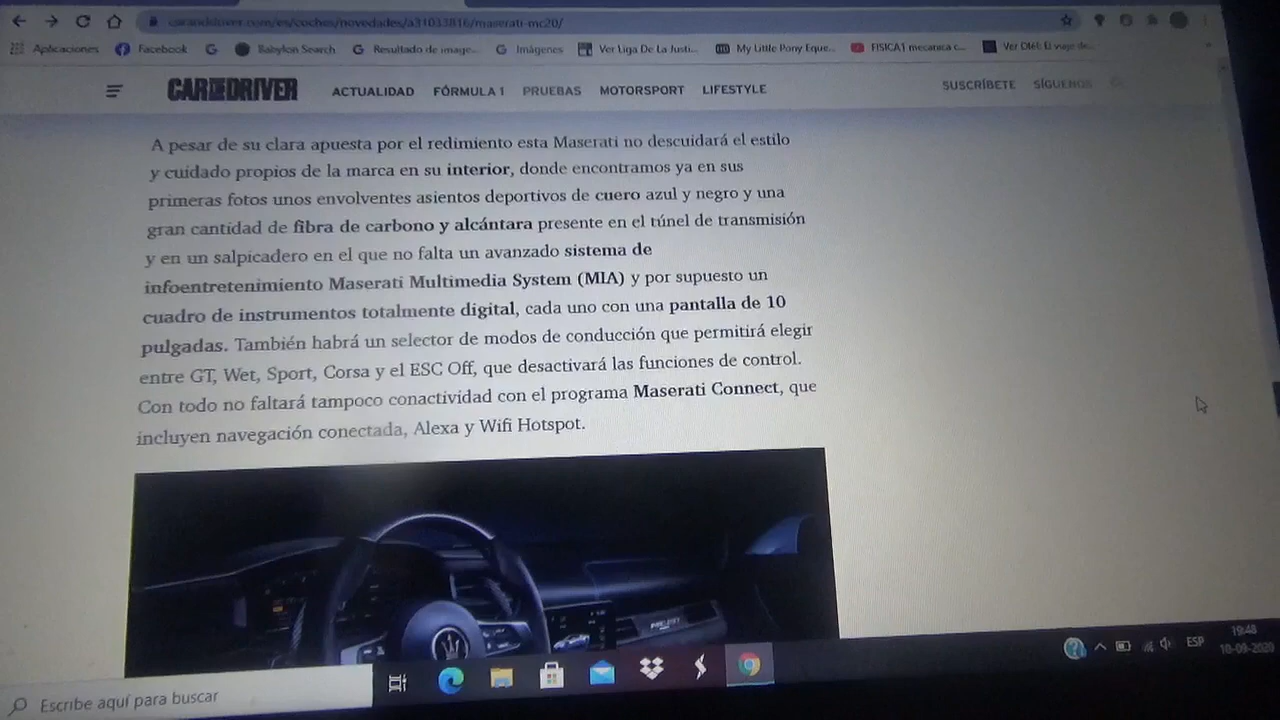 caranddriver.com/es/coches/novedades/a31033816/maserati-mc20/
Aplicaciones Facebook Babylon Search Resultado de image... Imágenes Ver Liga De La Justi... My Little Pony Eque... FISICA1 mecanica c...
CAR AND DRIVER ACTUALIDAD FÓRMULA 1 PRUEBAS MOTORSPORT LIFESTYLE SUSCRÍBETE SÍGUENOS
A pesar de su clara apuesta por el redimiento esta Maserati no descuidará el estilo
y cuidado propios de la marca en su interior, donde encontramos ya en sus
primeras fotos unos envolventes asientos deportivos de cuero azul y negro y una
gran cantidad de fibra de carbono y alcántara presente en el túnel de transmisión
y en un salpicadero en el que no falta un avanzado sistema de
infoentretenimiento Maserati Multimedia System (MIA) y por supuesto un
cuadro de instrumentos totalmente digital, cada uno con una pantalla de 10
pulgadas. También habrá un selector de modos de conducción que permitirá elegir
entre GT, Wet, Sport, Corsa y el ESC Off, que desactivará las funciones de control.
Con todo no faltará tampoco conactividad con el programa Maserati Connect, que
incluyen navegación conectada, Alexa y Wifi Hotspot.
ESP
19:48
10-09-2020
Escribe aquí para buscar